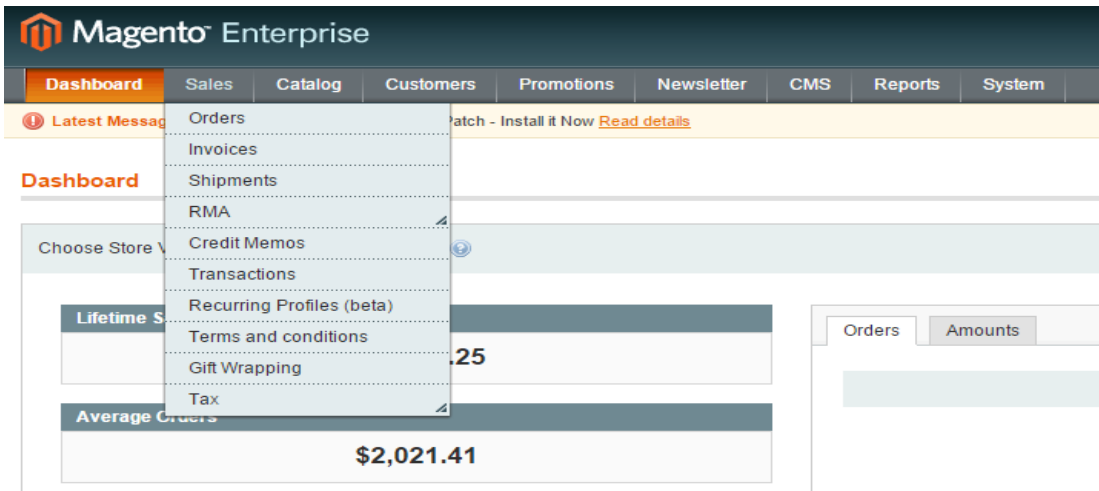 Magento™ Enterprise
Dashboard Sales Catalog Customers Promotions Newsletter CMS Reports System
Latest Orders Patch - Install it Now Read details
Invoices
Dashboard Shipments
RMA
Choose Store Credit Memos
Transactions
Recurring Profiles (beta)
Lifetime Terms and conditions Orders Amounts
Gift Wrapping .25
Tax
Average Orders
$2,021.41